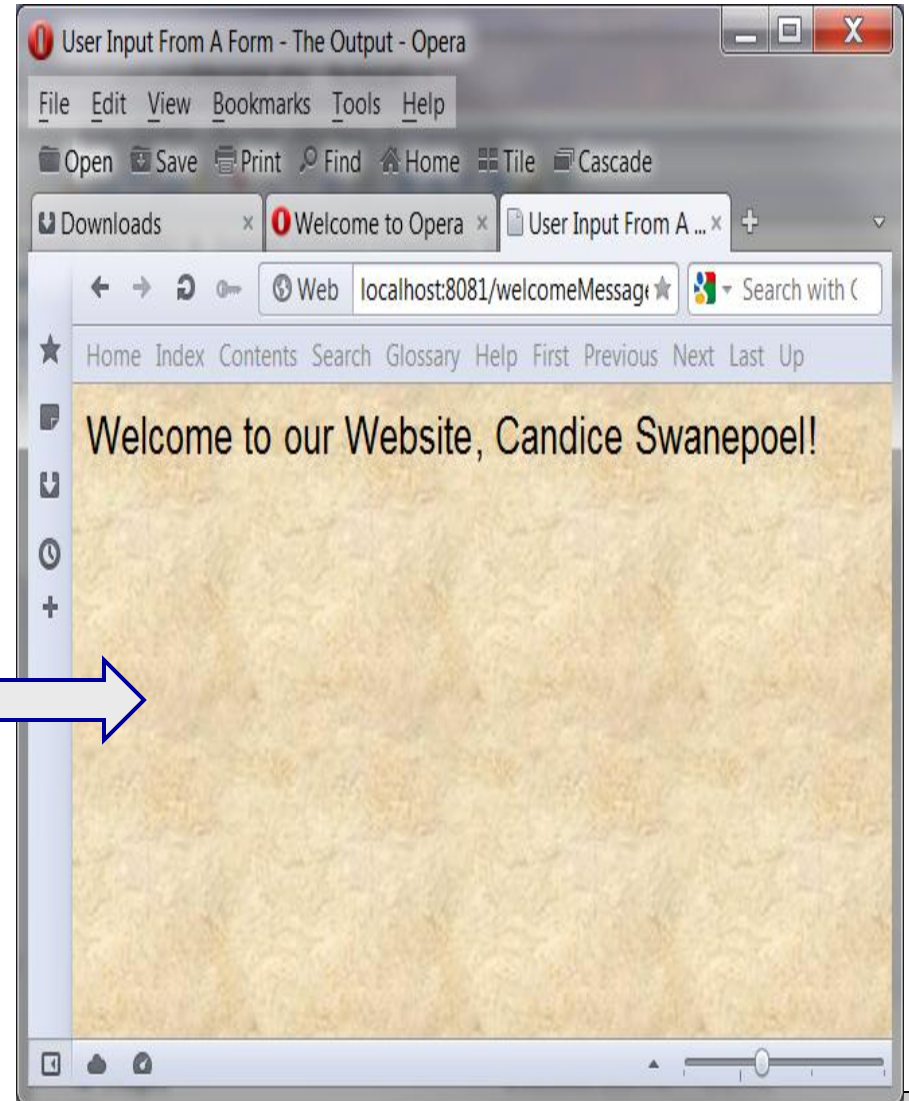 User Input From A Form - The Output - Opera
File Edit View Bookmarks Tools Help
Open Save Print Find Home Tile Cascade
Downloads Welcome to Opera User Input From A ...
Web localhost:8081/welcomeMessage Search with
Home Index Contents Search Glossary Help First Previous Next Last Up
Welcome to our Website, Candice Swanepoel!